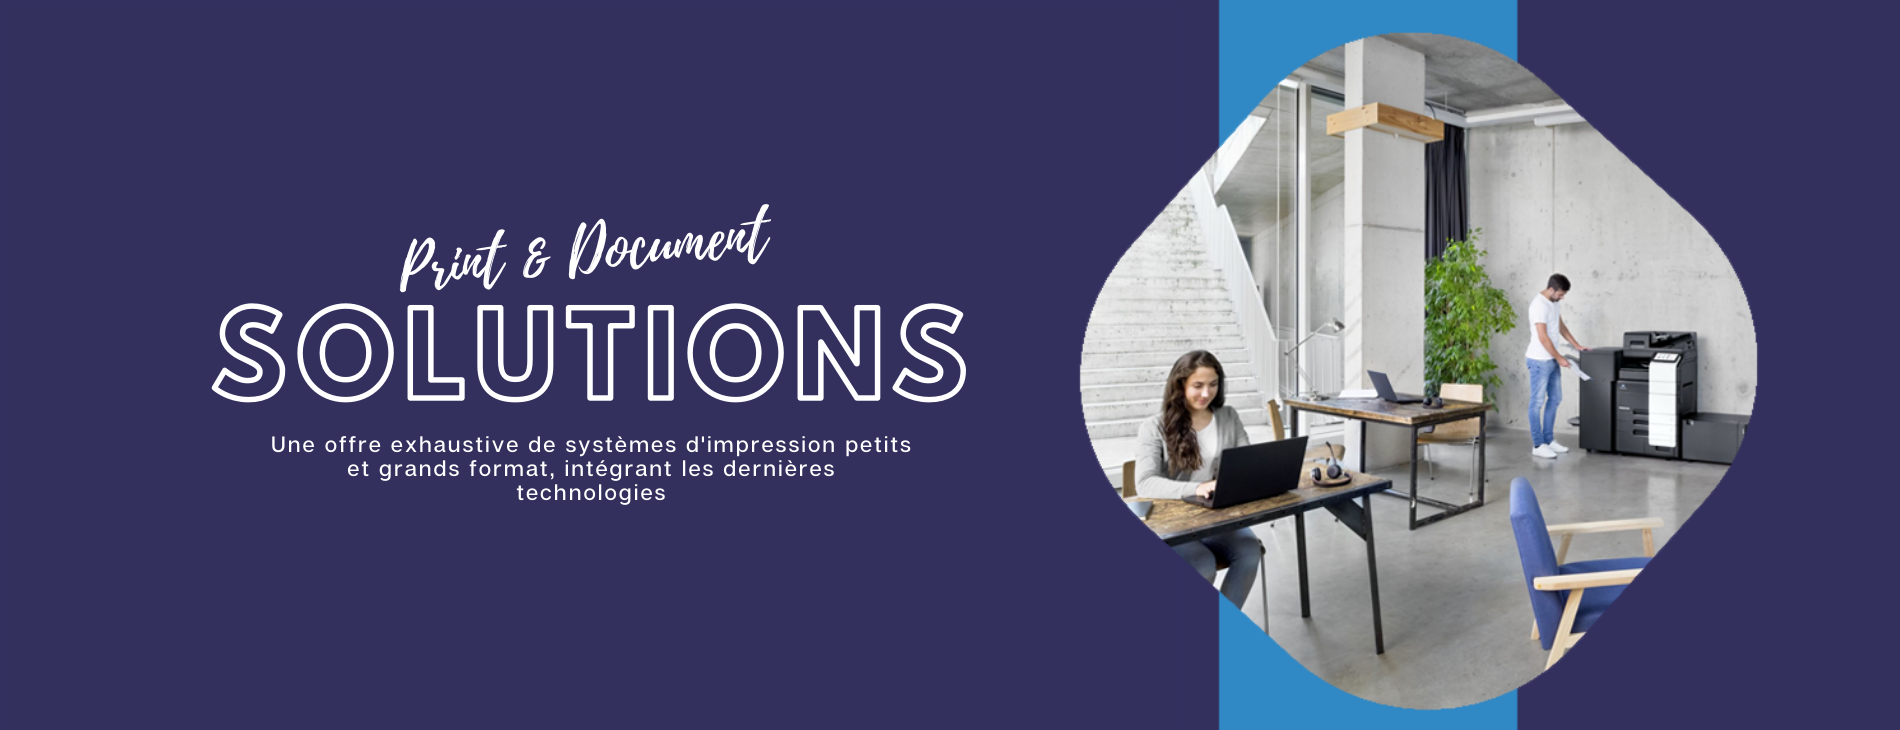 Print & Document
SOLUTIONS
Une offre exhaustive de systèmes d'impression petits
et grands format, intégrant les dernières
technologies